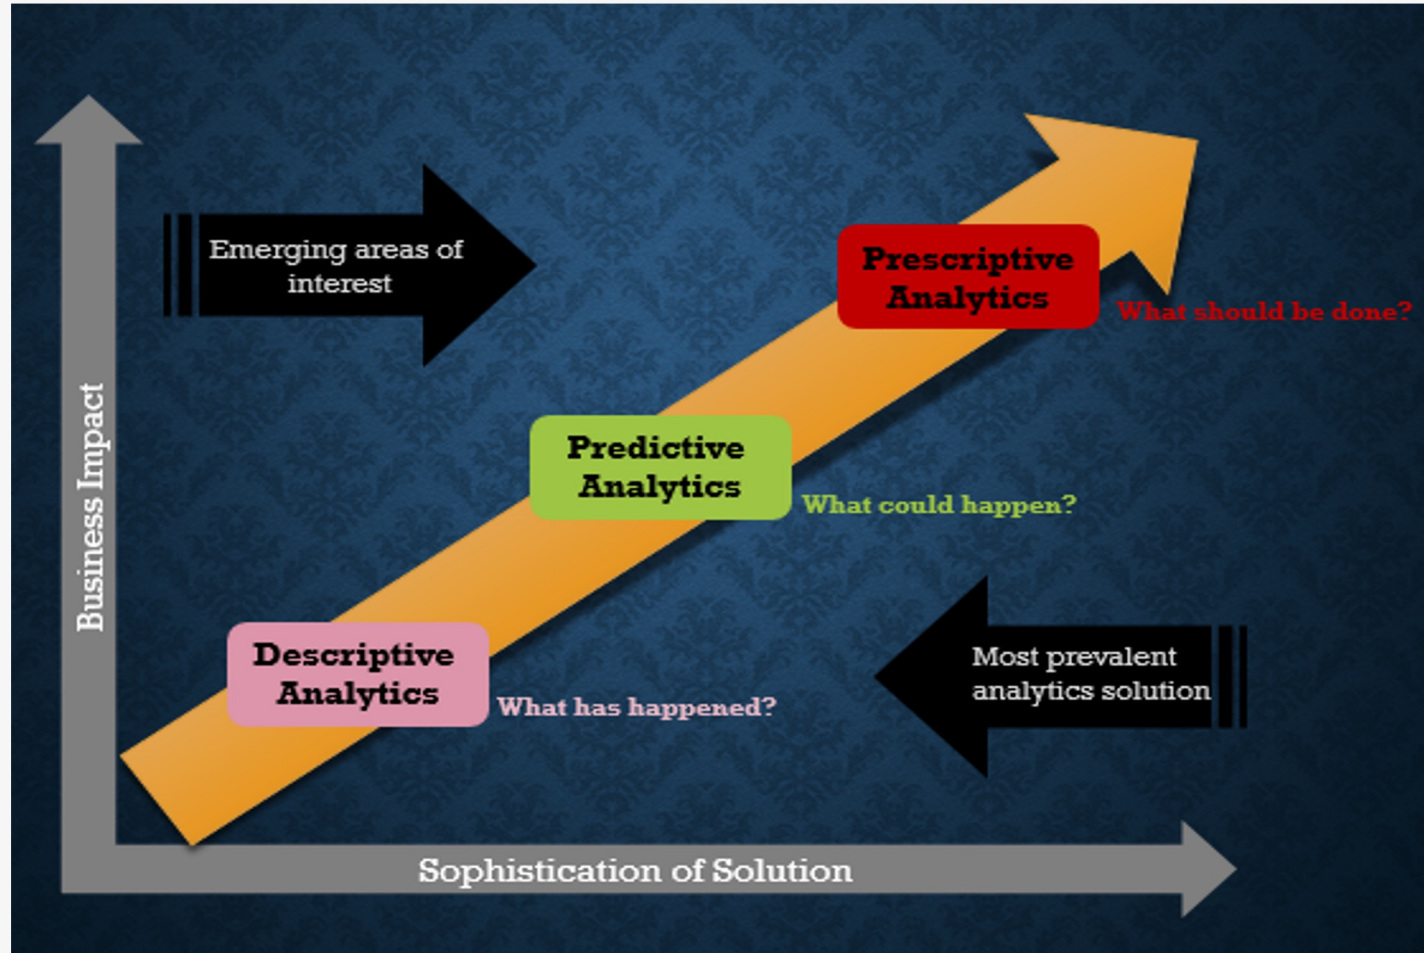 Emerging areas of
interest
Prescriptive
Analytics
What should be done?
Business Impact
Predictive
Analytics
What could happen?
Descriptive
Analytics
What has happened?
Most prevalent
analytics solution
Sophistication of Solution